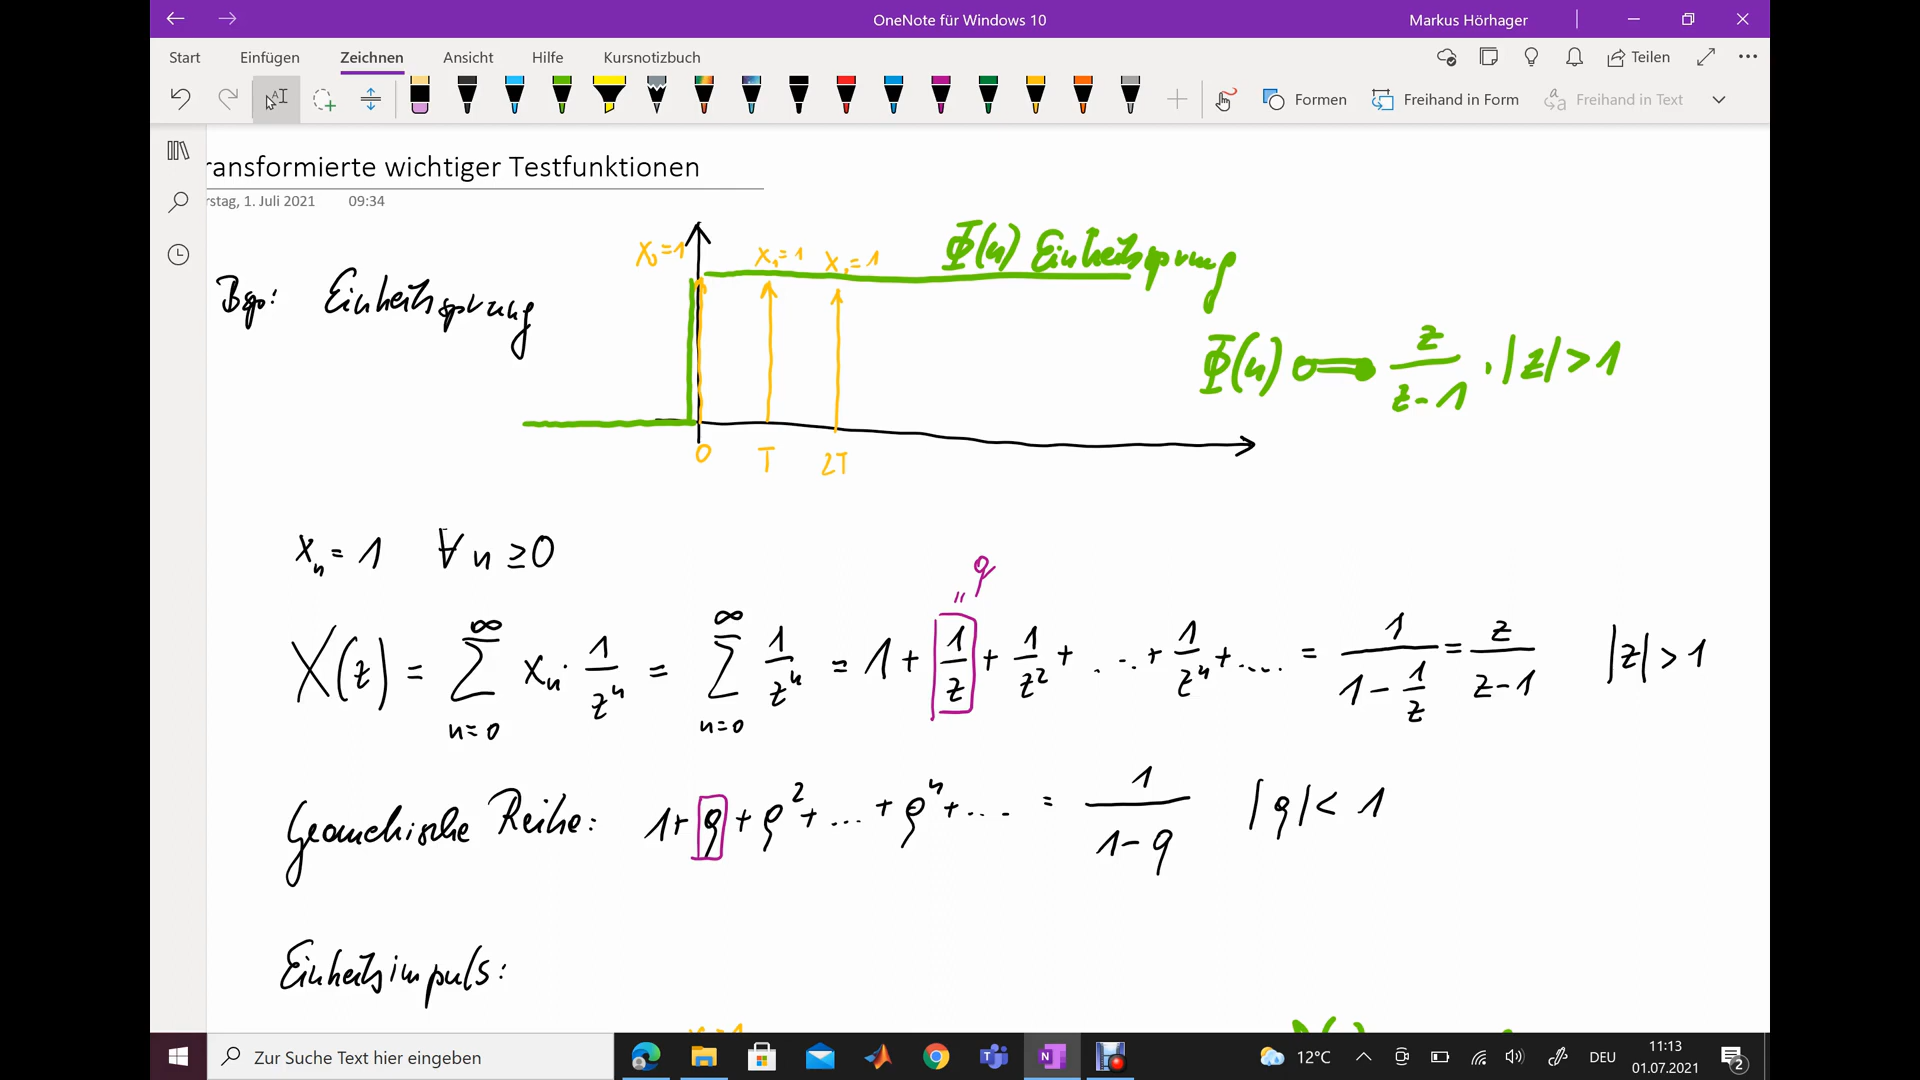 OneNote für Windows 10
Markus Hörhager
Start Einfügen Zeichnen Ansicht Hilfe Kursnotizbuch
Teilen
Formen Freihand in Form Freihand in Text
ransformierte wichtiger Testfunktionen
rstag, 1. Juli 2021 09:34
x₀=1 x₁=1 x₂=1 Φ(n) Einheitssprung
Bsp: Einheitssprung
Φ(n) z/(z-1) , |z|>1
0 T 2T
xₙ = 1 ∀ n ≥ 0
" q
X(z) = ∑_{n=0}^{∞} xₙ · 1/zⁿ = ∑_{n=0}^{∞} 1/zⁿ = 1 + 1/z + 1/z² + ... + 1/zⁿ + .... = 1/(1 - 1/z) = z/(z-1) |z|>1
Geometrische Reihe: 1+ q + q² + ... + qⁿ + .... = 1/(1-q) |q| < 1
Einheitsimpuls:
Zur Suche Text hier eingeben
12°C
DEU
11:13
01.07.2021
2